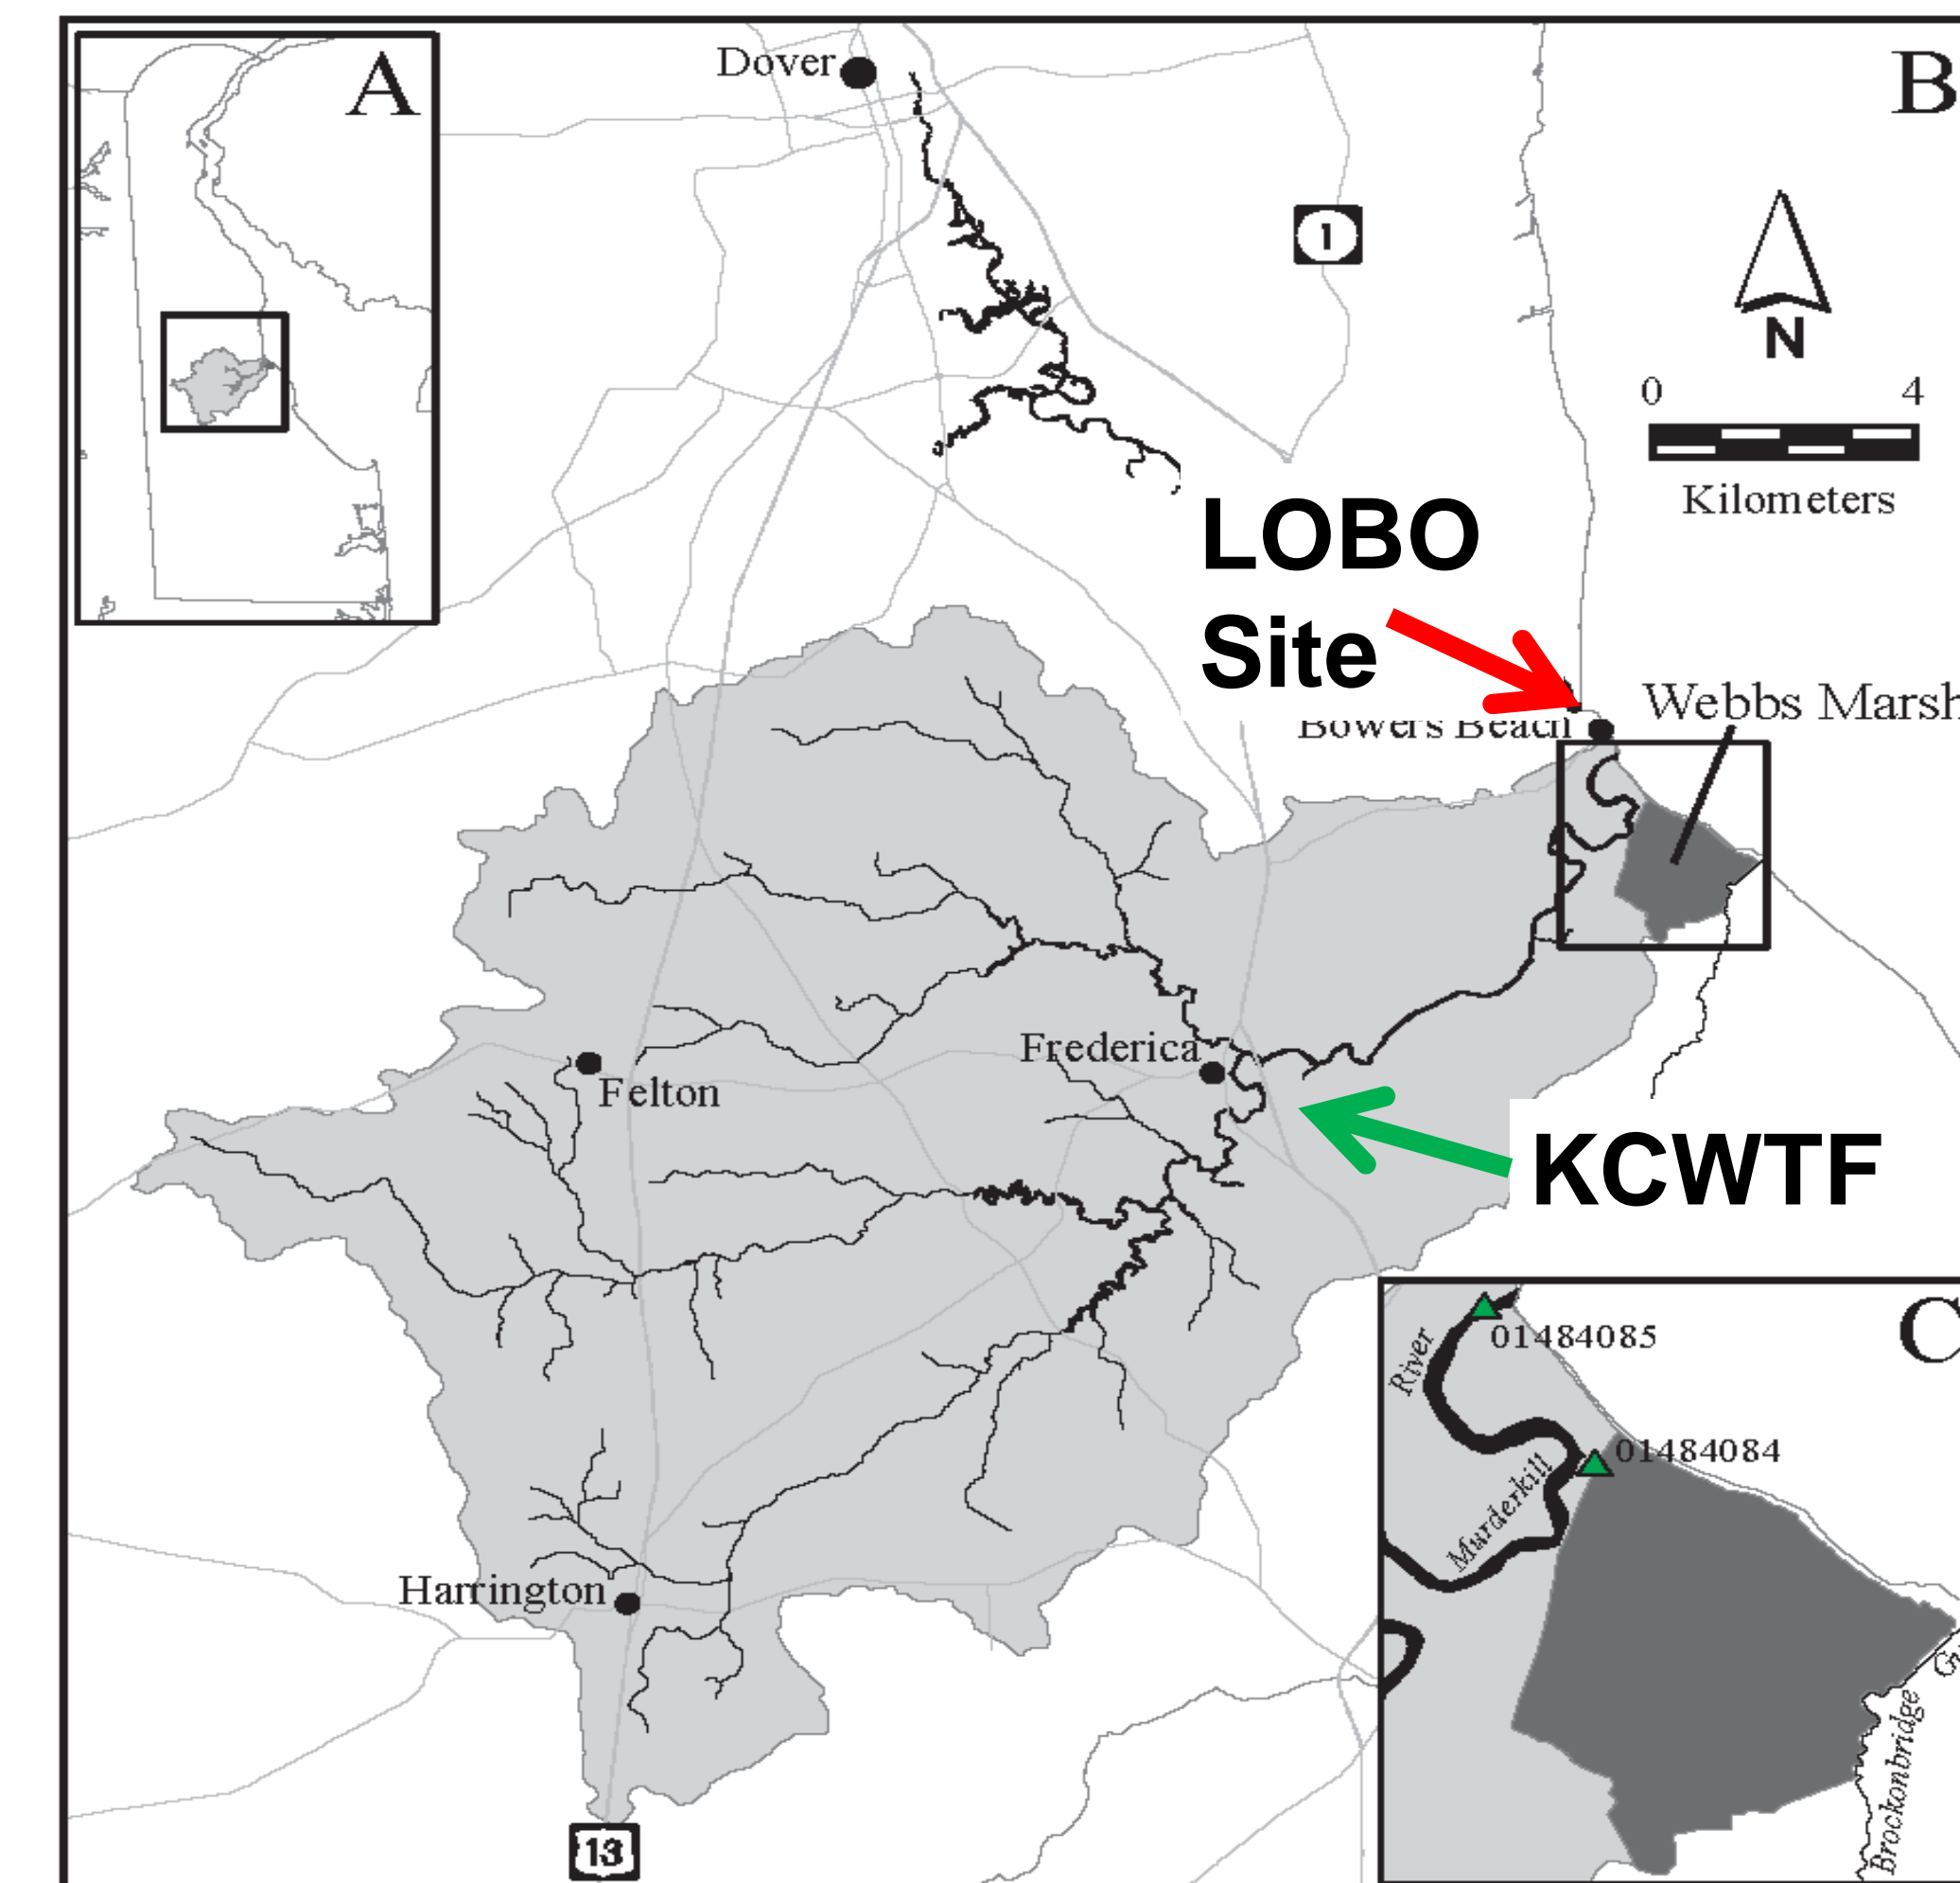 A
B
Dover
1
N
0 4
Kilometers
LOBO
Site
Webbs Marsh
Bowers Beach
Frederica
Felton
KCWTF
C
01484085
River
01484084
Murderkill
Harrington
Brockonbridge
13